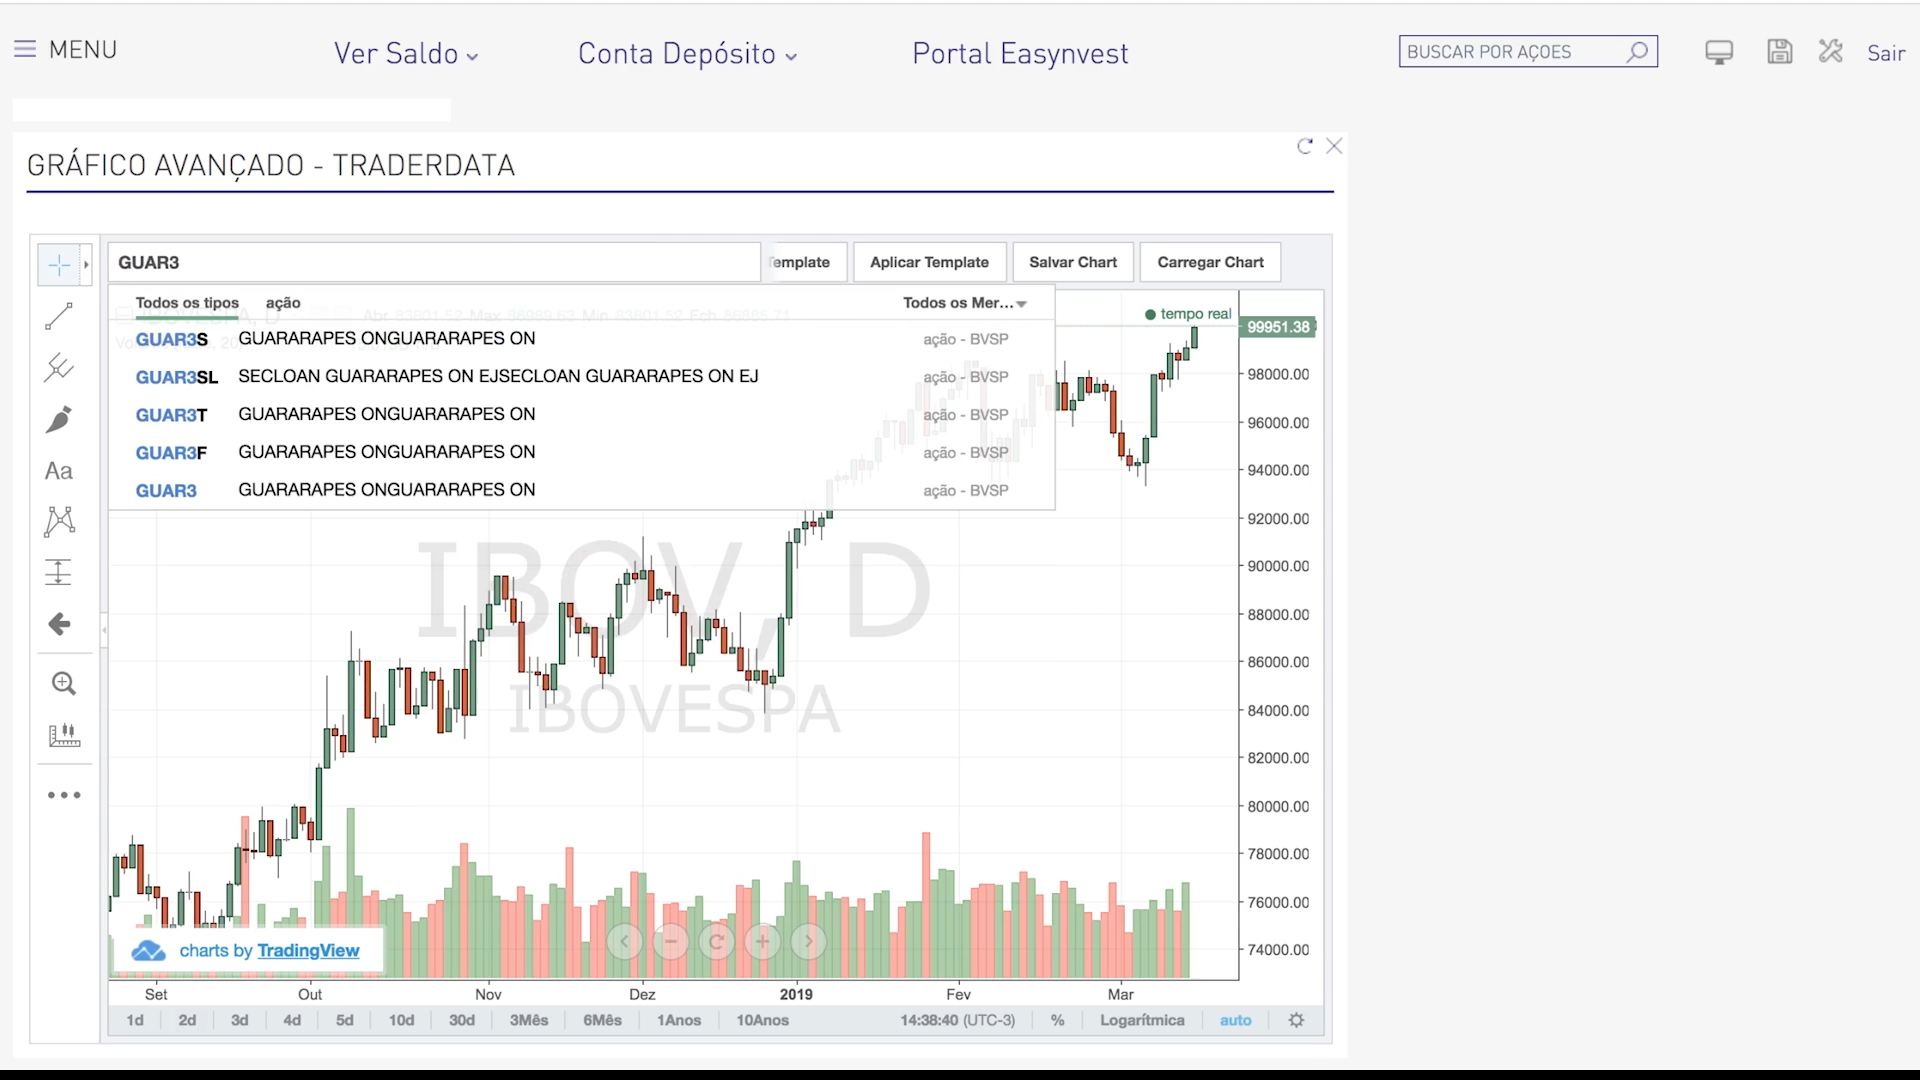 MENU
Ver Saldo
Conta Depósito
Portal Easynvest
BUSCAR POR AÇOES
Sair
GRÁFICO AVANÇADO - TRADERDATA
GUAR3
Template
Aplicar Template
Salvar Chart
Carregar Chart
Todos os tipos
ação
Todos os Mer...
GUAR3S GUARARAPES ONGUARARAPES ON ação - BVSP
GUAR3SL SECLOAN GUARARAPES ON EJSECLOAN GUARARAPES ON EJ ação - BVSP
GUAR3T GUARARAPES ONGUARARAPES ON ação - BVSP
GUAR3F GUARARAPES ONGUARARAPES ON ação - BVSP
GUAR3 GUARARAPES ONGUARARAPES ON ação - BVSP
tempo real
99951.38
98000.00
96000.00
94000.00
92000.00
90000.00
88000.00
86000.00
84000.00
82000.00
80000.00
78000.00
76000.00
74000.00
Aa
IBOV, D
IBOVESPA
charts by TradingView
Set Out Nov Dez 2019 Fev Mar
1d 2d 3d 4d 5d 10d 30d 3Mês 6Mês 1Anos 10Anos 14:38:40 (UTC-3) % Logarítmica auto